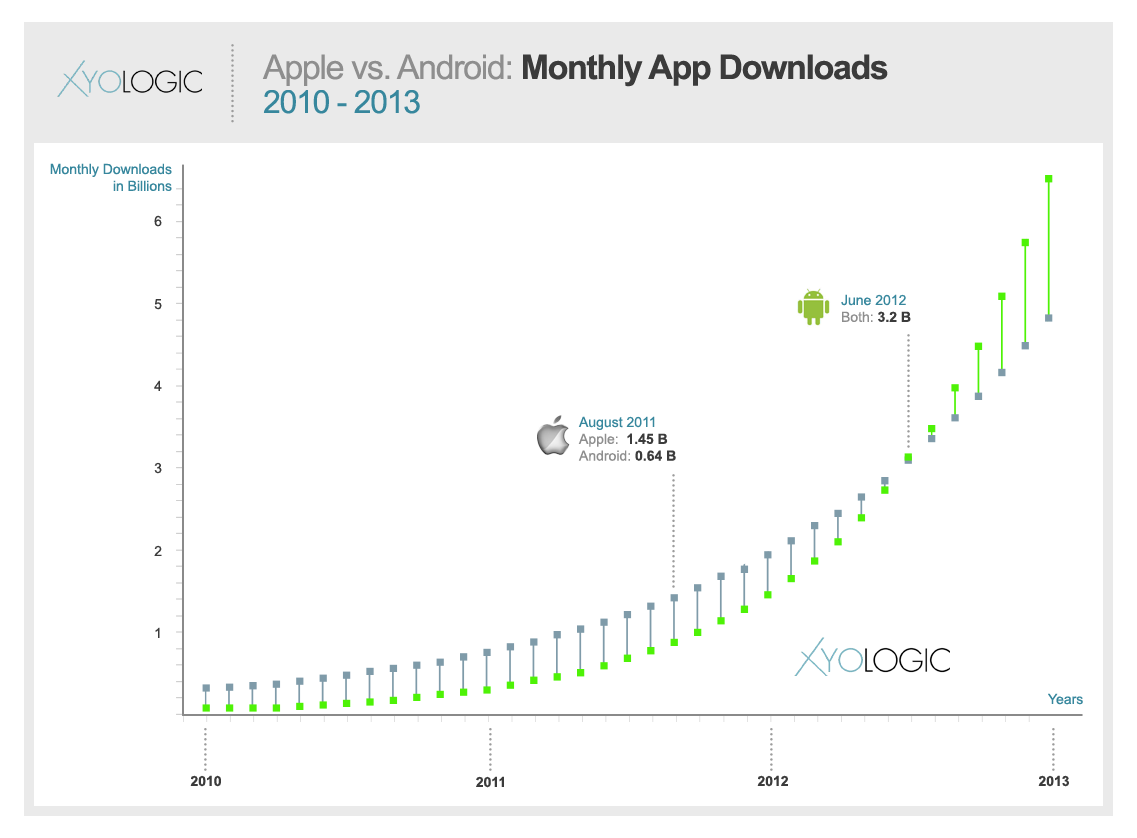 XYOLOGIC
Apple vs. Android: Monthly App Downloads
2010 - 2013
Monthly Downloads
in Billions
6
5
4
3
2
1
June 2012
Both: 3.2 B
August 2011
Apple: 1.45 B
Android: 0.64 B
XYOLOGIC
Years
2010
2011
2012
2013